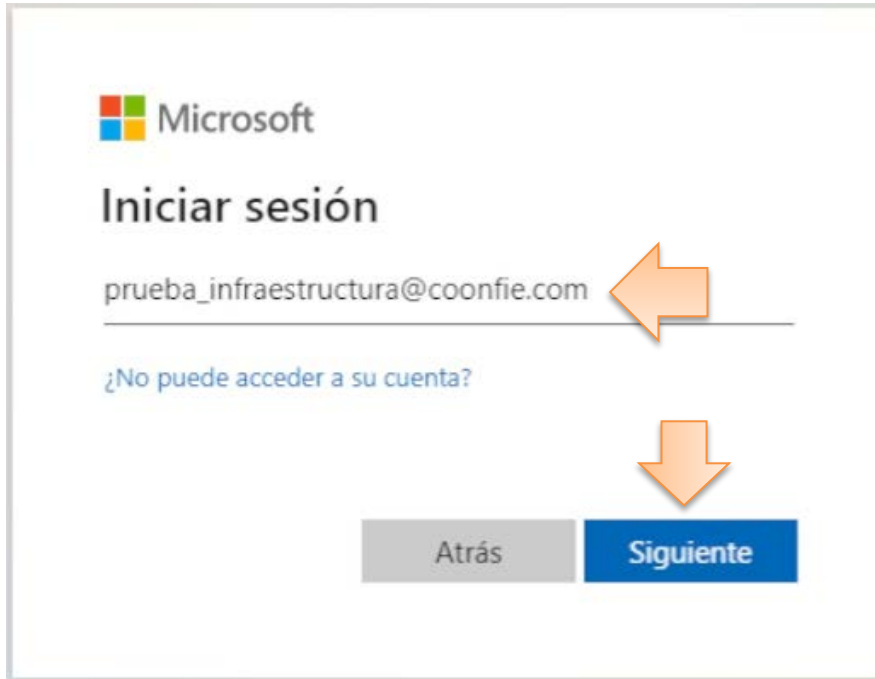 Microsoft
Iniciar sesión
prueba_infraestructura@coonfie.com
¿No puede acceder a su cuenta?
Atrás
Siguiente